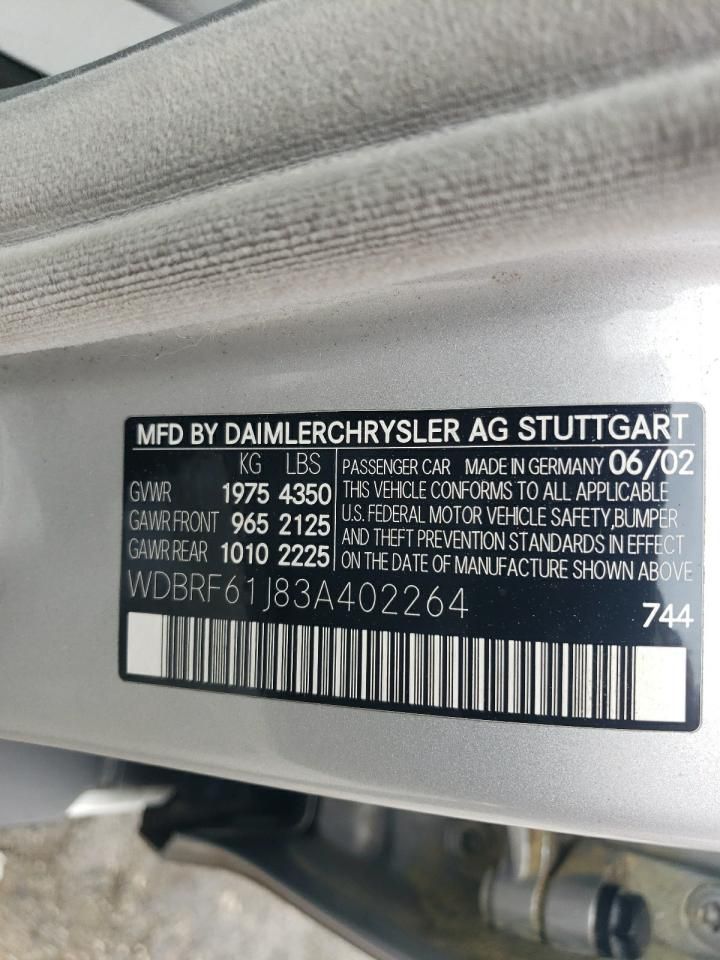 MFD BY DAIMLERCHRYSLER AG STUTTGART
KG LBS
GVWR 1975 4350
GAWR FRONT 965 2125
GAWR REAR 1010 2225
PASSENGER CAR MADE IN GERMANY 06/02
THIS VEHICLE CONFORMS TO ALL APPLICABLE
U.S. FEDERAL MOTOR VEHICLE SAFETY,BUMPER
AND THEFT PREVENTION STANDARDS IN EFFECT
ON THE DATE OF MANUFACTURE SHOWN ABOVE
WDBRF61J83A402264
744